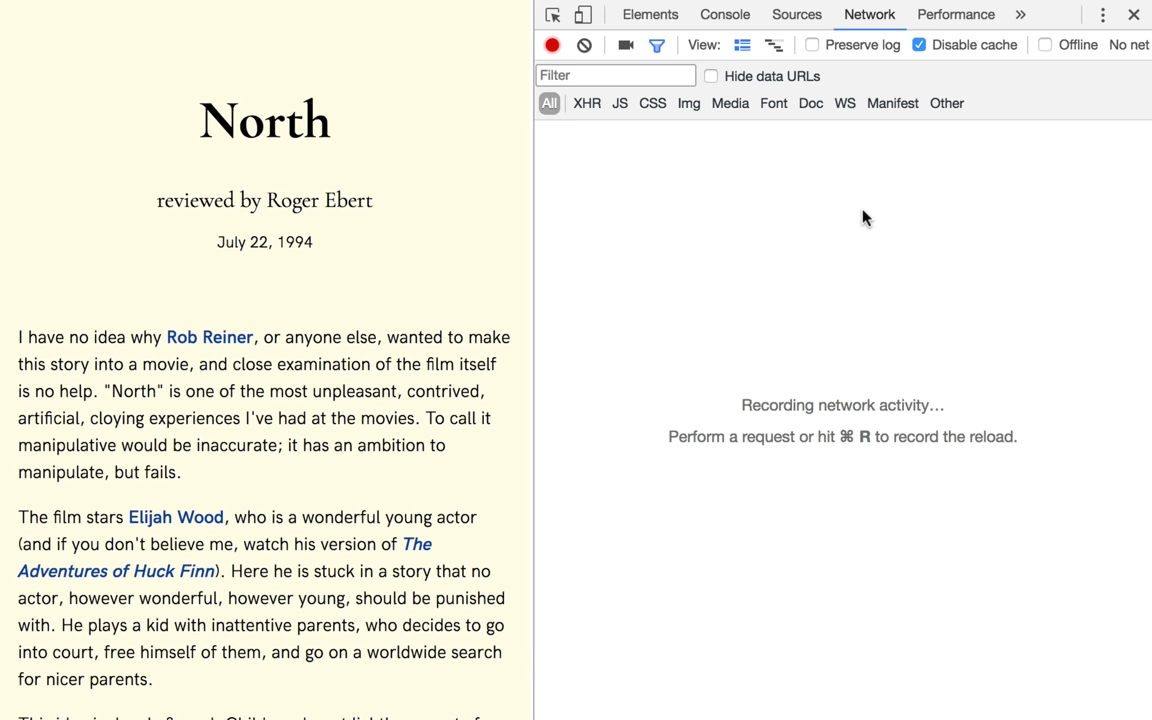 North
reviewed by Roger Ebert
July 22, 1994
I have no idea why Rob Reiner, or anyone else, wanted to make
this story into a movie, and close examination of the film itself
is no help. "North" is one of the most unpleasant, contrived,
artificial, cloying experiences I've had at the movies. To call it
manipulative would be inaccurate; it has an ambition to
manipulate, but fails.
The film stars Elijah Wood, who is a wonderful young actor
(and if you don't believe me, watch his version of The
Adventures of Huck Finn). Here he is stuck in a story that no
actor, however wonderful, however young, should be punished
with. He plays a kid with inattentive parents, who decides to go
into court, free himself of them, and go on a worldwide search
for nicer parents.
Elements Console Sources Network Performance »
View: Preserve log Disable cache Offline No net
Filter Hide data URLs
All XHR JS CSS Img Media Font Doc WS Manifest Other
Recording network activity…
Perform a request or hit ⌘ R to record the reload.